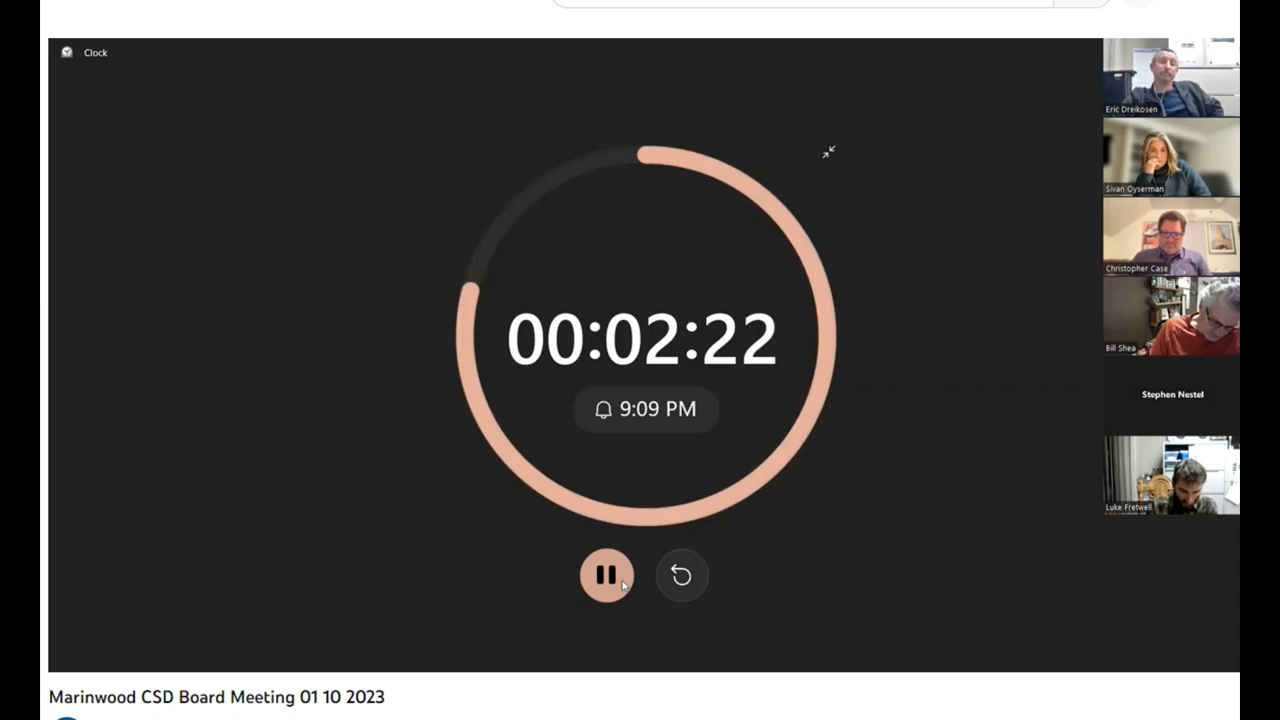 Clock
00:02:22
9:09 PM
Eric Dreikosen
Sivan Oyserman
Christopher Case
Bill Shea
Stephen Nestel
Luke Fretwell
Marinwood CSD Board Meeting 01 10 2023